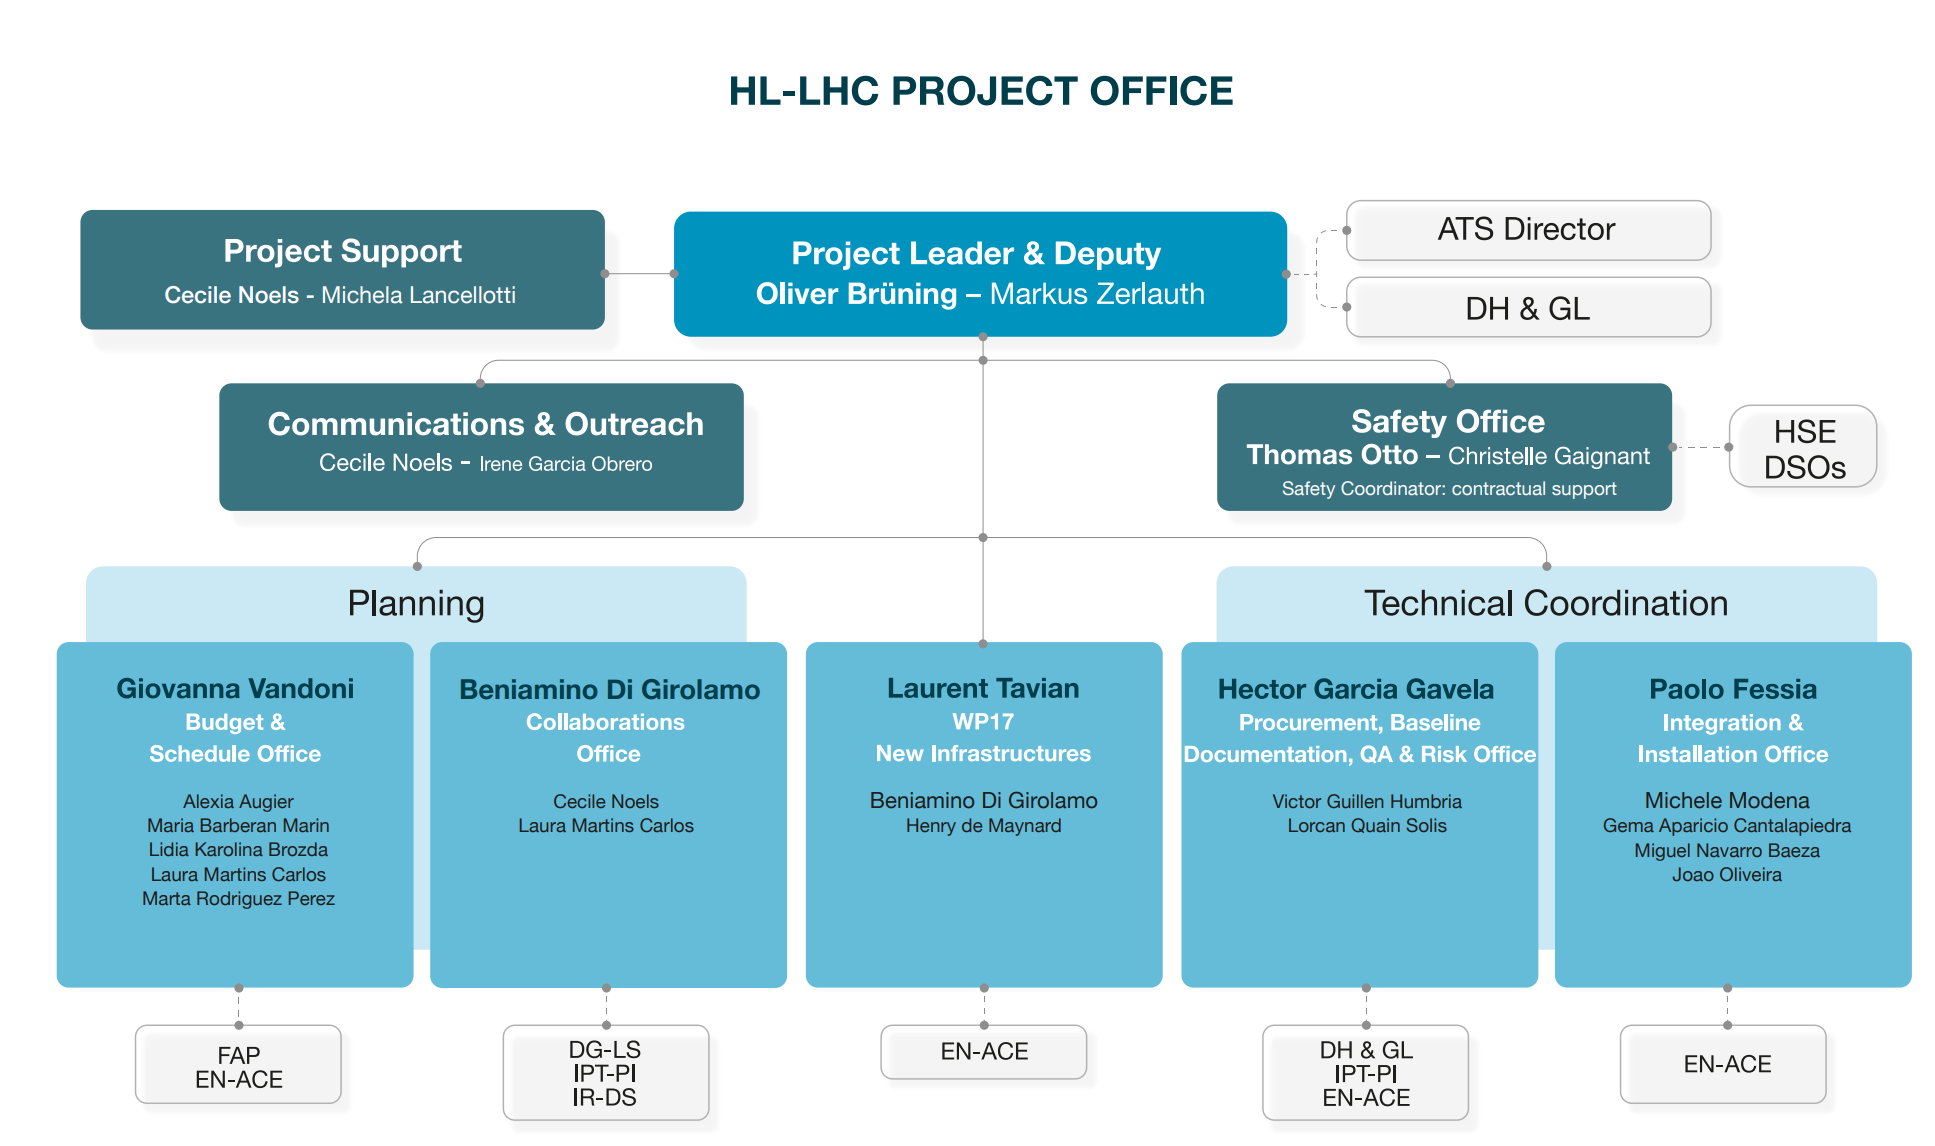 HL-LHC PROJECT OFFICE
Project Support
Cecile Noels - Michela Lancellotti
Project Leader & Deputy
Oliver Brüning – Markus Zerlauth
ATS Director
DH & GL
Communications & Outreach
Cecile Noels - Irene Garcia Obrero
Safety Office
Thomas Otto – Christelle Gaignant
Safety Coordinator: contractual support
HSE
DSOs
Planning
Technical Coordination
Giovanna Vandoni
Budget &
Schedule Office
Alexia Augier
Maria Barberan Marin
Lidia Karolina Brozda
Laura Martins Carlos
Marta Rodriguez Perez
Beniamino Di Girolamo
Collaborations
Office
Cecile Noels
Laura Martins Carlos
Laurent Tavian
WP17
New Infrastructures
Beniamino Di Girolamo
Henry de Maynard
Hector Garcia Gavela
Procurement, Baseline
Documentation, QA & Risk Office
Victor Guillen Humbria
Lorcan Quain Solis
Paolo Fessia
Integration &
Installation Office
Michele Modena
Gema Aparicio Cantalapiedra
Miguel Navarro Baeza
Joao Oliveira
FAP
EN-ACE
DG-LS
IPT-PI
IR-DS
EN-ACE
DH & GL
IPT-PI
EN-ACE
EN-ACE